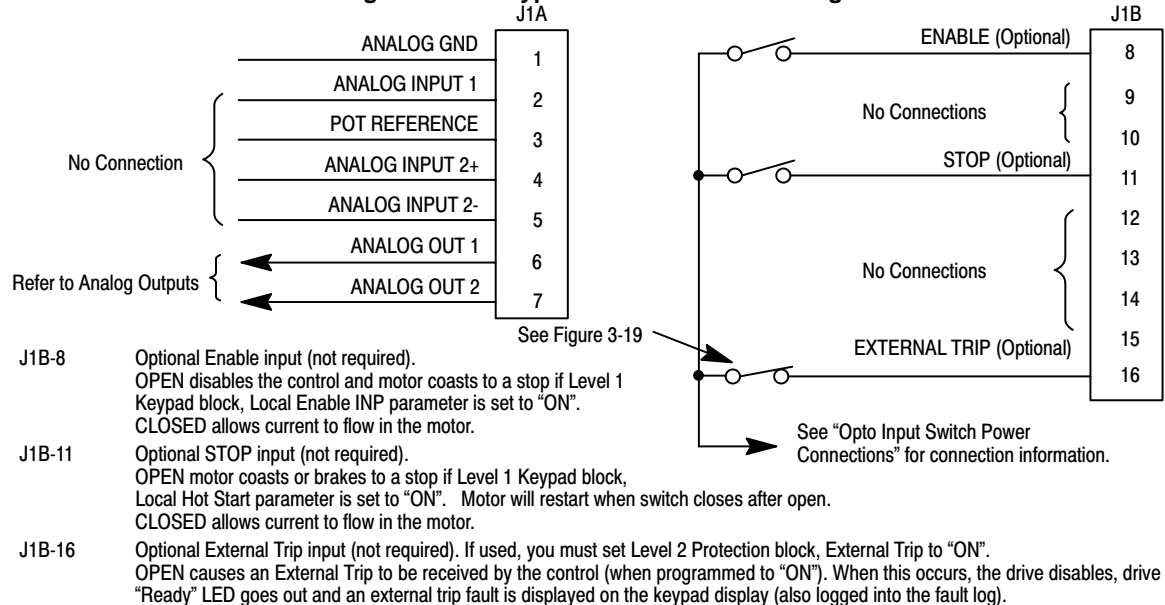 J1A
ANALOG GND
1
ANALOG INPUT 1
2
POT REFERENCE
3
No Connection
ANALOG INPUT 2+
4
ANALOG INPUT 2-
5
ANALOG OUT 1
6
Refer to Analog Outputs
ANALOG OUT 2
7
J1B
ENABLE (Optional)
8
No Connections
9
10
STOP (Optional)
11
12
No Connections
13
14
See Figure 3-19
15
EXTERNAL TRIP (Optional)
16
See “Opto Input Switch Power
Connections” for connection information.
J1B-8 Optional Enable input (not required).
OPEN disables the control and motor coasts to a stop if Level 1
Keypad block, Local Enable INP parameter is set to “ON”.
CLOSED allows current to flow in the motor.
J1B-11 Optional STOP input (not required).
OPEN motor coasts or brakes to a stop if Level 1 Keypad block,
Local Hot Start parameter is set to “ON”. Motor will restart when switch closes after open.
CLOSED allows current to flow in the motor.
J1B-16 Optional External Trip input (not required). If used, you must set Level 2 Protection block, External Trip to “ON”.
OPEN causes an External Trip to be received by the control (when programmed to “ON”). When this occurs, the drive disables, drive
“Ready” LED goes out and an external trip fault is displayed on the keypad display (also logged into the fault log).